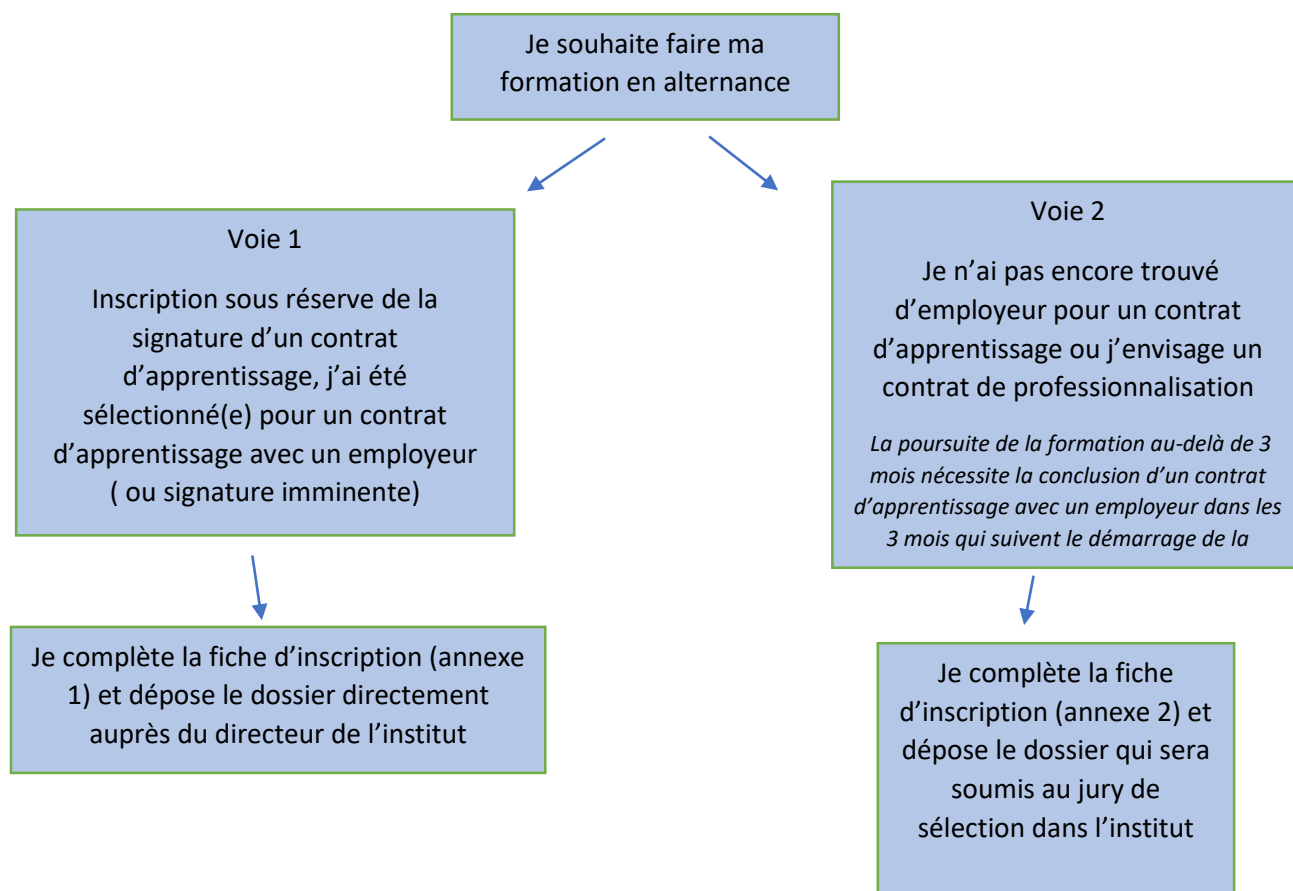 Je souhaite faire ma
formation en alternance
Voie 1
Inscription sous réserve de la
signature d’un contrat
d’apprentissage, j’ai été
sélectionné(e) pour un contrat
d’apprentissage avec un employeur
( ou signature imminente)
Voie 2
Je n’ai pas encore trouvé
d’employeur pour un contrat
d’apprentissage ou j’envisage un
contrat de professionnalisation
La poursuite de la formation au-delà de 3
mois nécessite la conclusion d’un contrat
d’apprentissage avec un employeur dans les
3 mois qui suivent le démarrage de la
Je complète la fiche d’inscription (annexe
1) et dépose le dossier directement
auprès du directeur de l’institut
Je complète la fiche
d’inscription (annexe 2) et
dépose le dossier qui sera
soumis au jury de
sélection dans l’institut